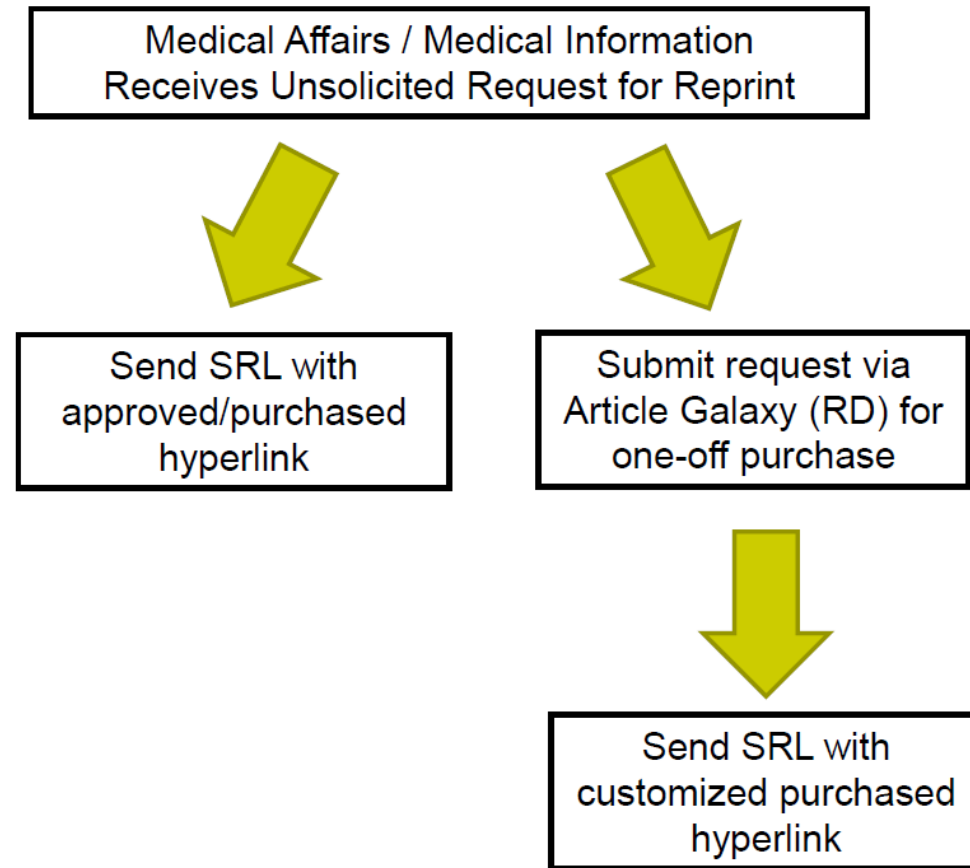 Medical Affairs / Medical Information
Receives Unsolicited Request for Reprint
Send SRL with
approved/purchased
hyperlink
Submit request via
Article Galaxy (RD) for
one-off purchase
Send SRL with
customized purchased
hyperlink